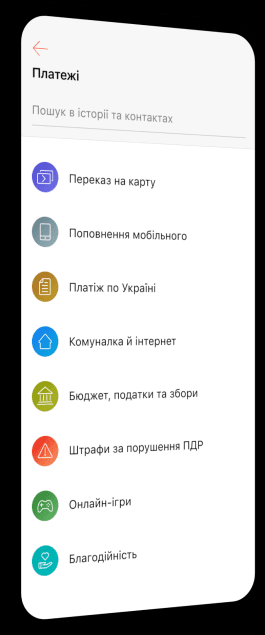 Платежі
Пошук в історії та контактах
Переказ на карту
Поповнення мобільного
Платіж по Україні
Комуналка й інтернет
Бюджет, податки та збори
Штрафи за порушення ПДР
Онлайн-ігри
Благодійність